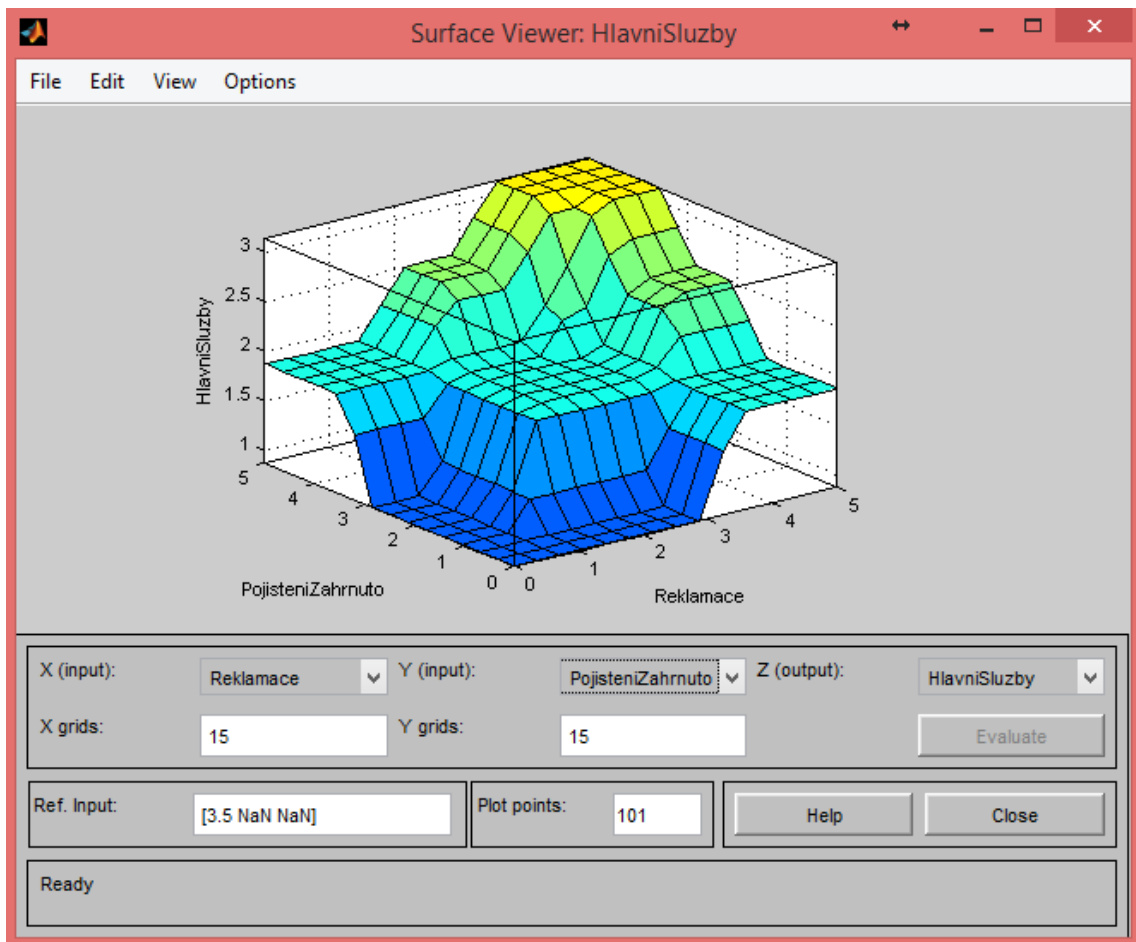 Surface Viewer: HlavniSluzby
File Edit View Options
3
2.5
2
1.5
1
HlavniSluzby
5
4
3
2
1
0
PojisteniZahrnuto
0
1
2
3
4
5
Reklamace
X (input): Reklamace Y (input): PojisteniZahrnuto Z (output): HlavniSluzby
X grids: 15 Y grids: 15 Evaluate
Ref. Input: [3.5 NaN NaN] Plot points: 101 Help Close
Ready